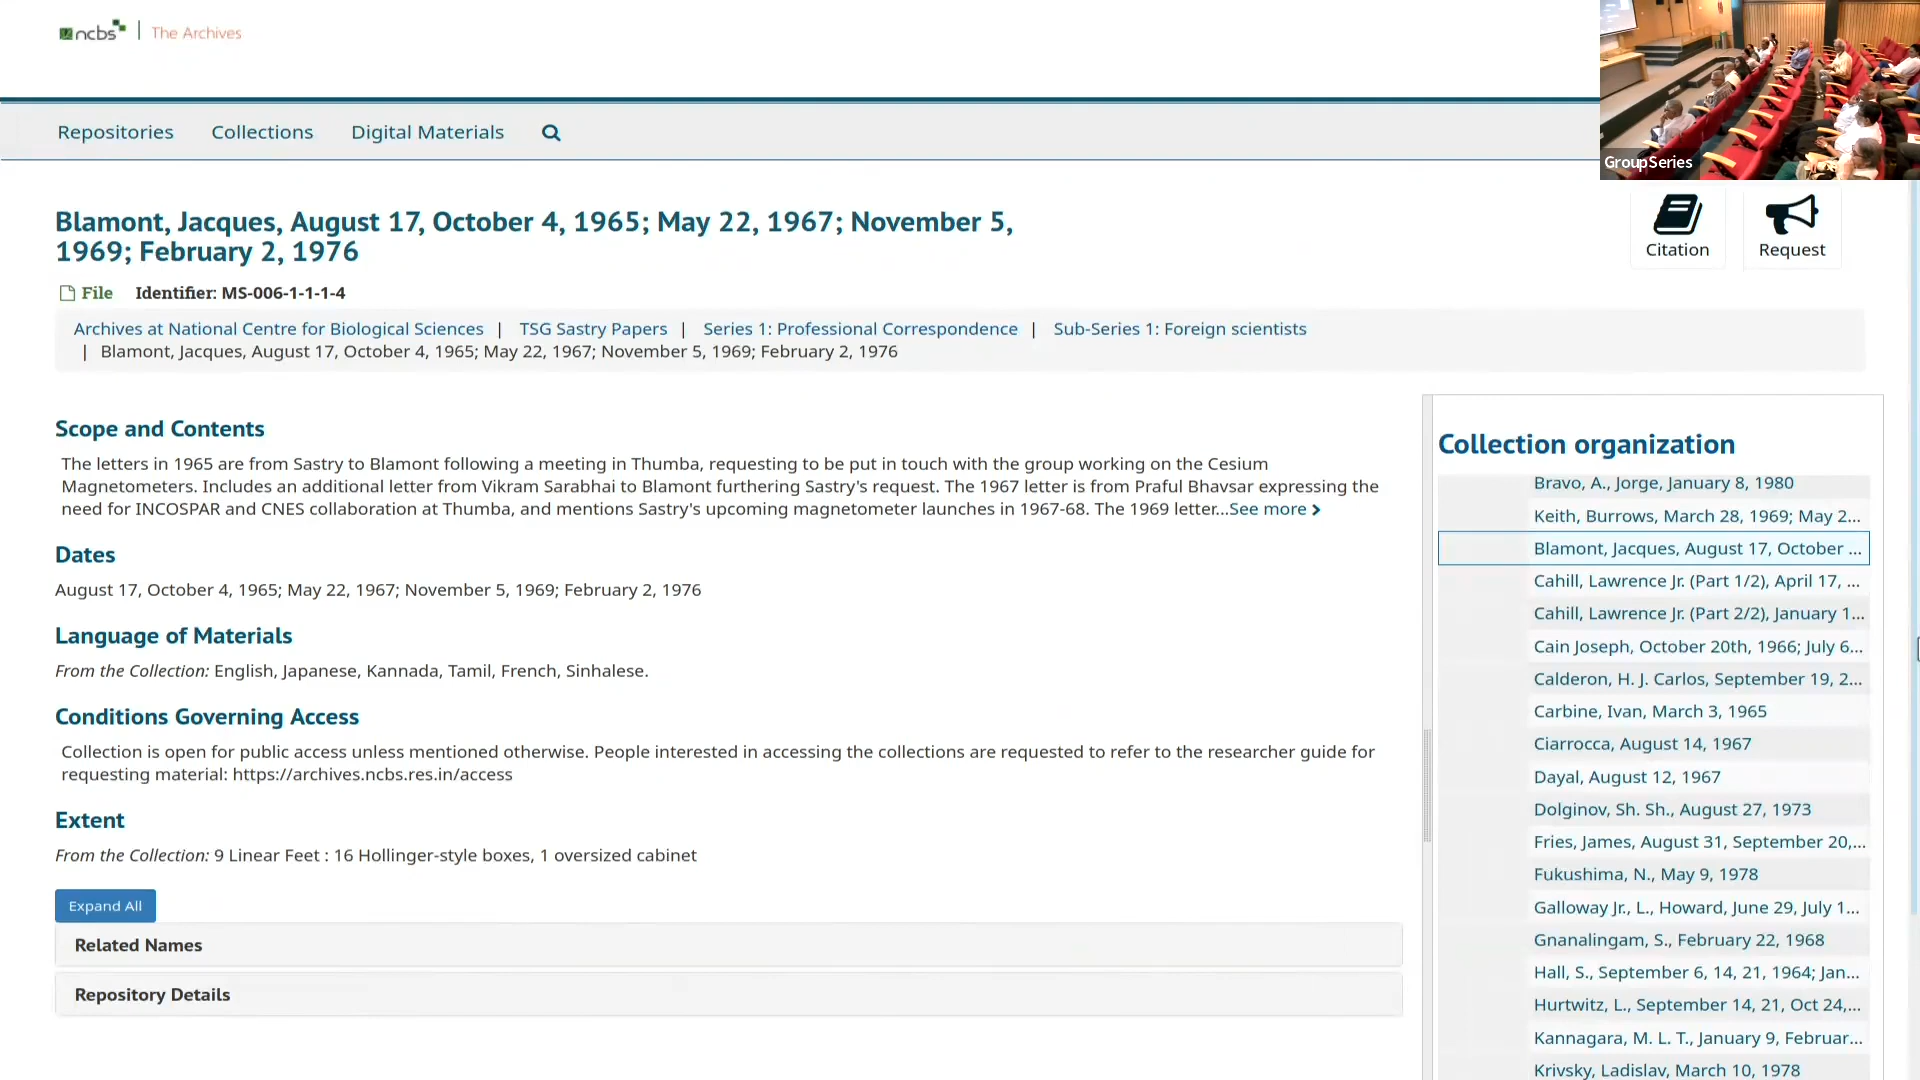 ncbs | The Archives
Repositories Collections Digital Materials
GroupSeries
Blamont, Jacques, August 17, October 4, 1965; May 22, 1967; November 5,
1969; February 2, 1976
Citation
Request
File Identifier: MS-006-1-1-1-4
Archives at National Centre for Biological Sciences | TSG Sastry Papers | Series 1: Professional Correspondence | Sub-Series 1: Foreign scientists
| Blamont, Jacques, August 17, October 4, 1965; May 22, 1967; November 5, 1969; February 2, 1976
Scope and Contents
The letters in 1965 are from Sastry to Blamont following a meeting in Thumba, requesting to be put in touch with the group working on the Cesium
Magnetometers. Includes an additional letter from Vikram Sarabhai to Blamont furthering Sastry's request. The 1967 letter is from Praful Bhavsar expressing the
need for INCOSPAR and CNES collaboration at Thumba, and mentions Sastry's upcoming magnetometer launches in 1967-68. The 1969 letter...See more
Dates
August 17, October 4, 1965; May 22, 1967; November 5, 1969; February 2, 1976
Language of Materials
From the Collection: English, Japanese, Kannada, Tamil, French, Sinhalese.
Conditions Governing Access
Collection is open for public access unless mentioned otherwise. People interested in accessing the collections are requested to refer to the researcher guide for
requesting material: https://archives.ncbs.res.in/access
Extent
From the Collection: 9 Linear Feet : 16 Hollinger-style boxes, 1 oversized cabinet
Expand All
Related Names
Repository Details
Collection organization
Bravo, A., Jorge, January 8, 1980
Keith, Burrows, March 28, 1969; May 2...
Blamont, Jacques, August 17, October ...
Cahill, Lawrence Jr. (Part 1/2), April 17, ...
Cahill, Lawrence Jr. (Part 2/2), January 1...
Cain Joseph, October 20th, 1966; July 6...
Calderon, H. J. Carlos, September 19, 2...
Carbine, Ivan, March 3, 1965
Ciarrocca, August 14, 1967
Dayal, August 12, 1967
Dolginov, Sh. Sh., August 27, 1973
Fries, James, August 31, September 20,...
Fukushima, N., May 9, 1978
Galloway Jr., L., Howard, June 29, July 1...
Gnanalingam, S., February 22, 1968
Hall, S., September 6, 14, 21, 1964; Jan...
Hurtwitz, L., September 14, 21, Oct 24,...
Kannagara, M. L. T., January 9, Februar...
Krivsky, Ladislav, March 10, 1978